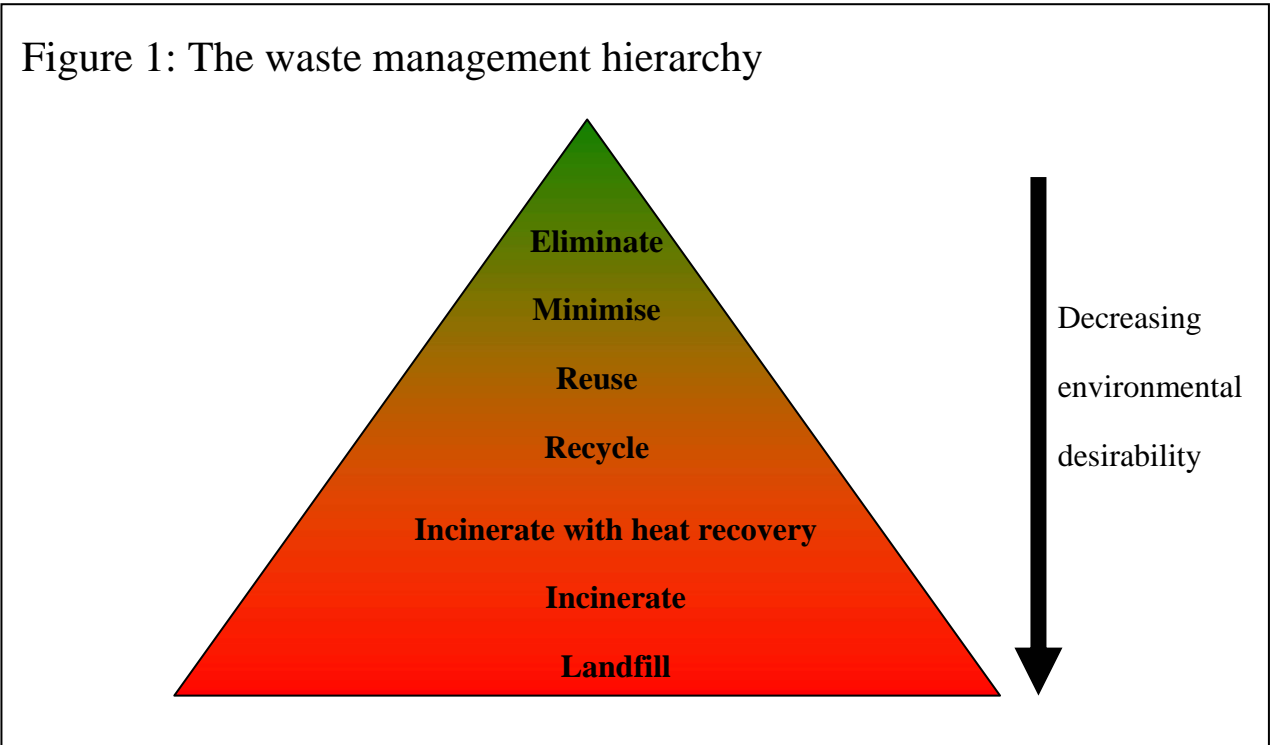 Figure 1: The waste management hierarchy
Eliminate
Minimise
Reuse
Recycle
Incinerate with heat recovery
Incinerate
Landfill
Decreasing
environmental
desirability